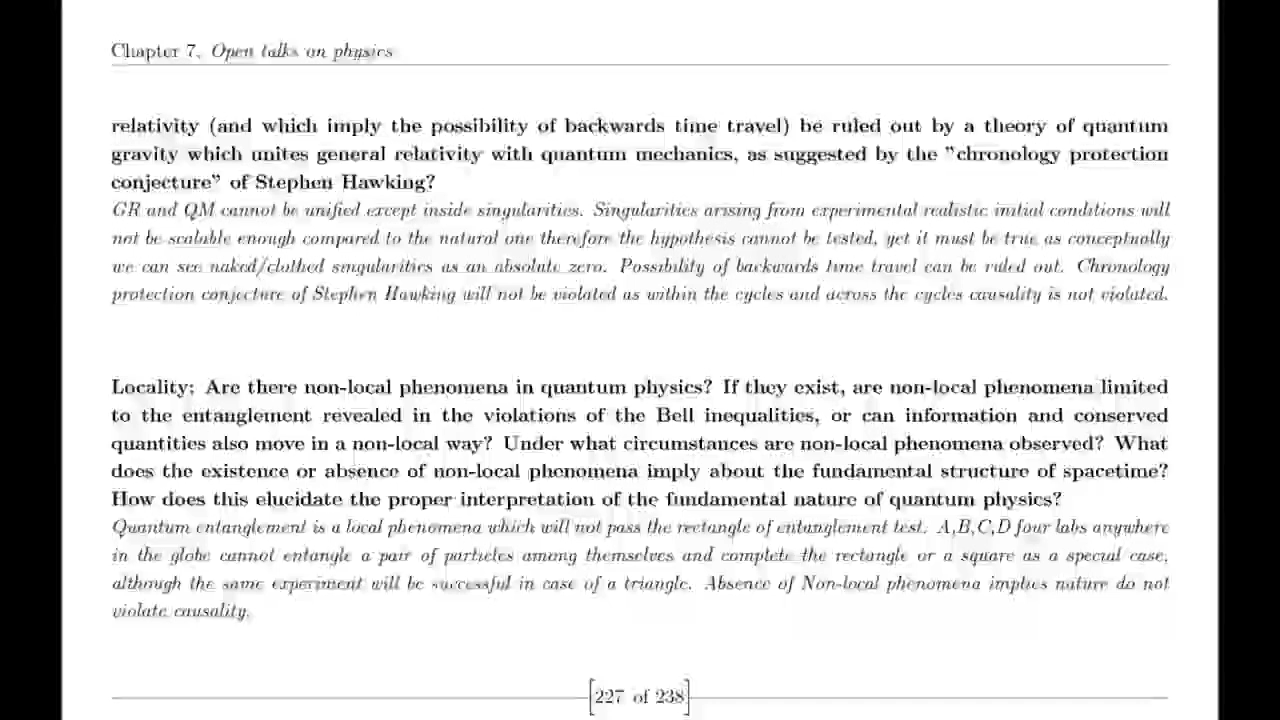 Chapter 7. Open talks on physics
relativity (and which imply the possibility of backwards time travel) be ruled out by a theory of quantum
gravity which unites general relativity with quantum mechanics, as suggested by the "chronology protection
conjecture" of Stephen Hawking?
GR and QM cannot be unified except inside singularities. Singularities arising from experimental realistic initial conditions will
not be scalable enough compared to the natural one therefore the hypothesis cannot be tested, yet it must be true as conceptually
we can see naked/clothed singularities as an absolute zero. Possibility of backwards time travel can be ruled out. Chronology
protection conjecture of Stephen Hawking will not be violated as within the cycles and across the cycles causality is not violated.
Locality: Are there non-local phenomena in quantum physics? If they exist, are non-local phenomena limited
to the entanglement revealed in the violations of the Bell inequalities, or can information and conserved
quantities also move in a non-local way? Under what circumstances are non-local phenomena observed? What
does the existence or absence of non-local phenomena imply about the fundamental structure of spacetime?
How does this elucidate the proper interpretation of the fundamental nature of quantum physics?
Quantum entanglement is a local phenomena which will not pass the rectangle of entanglement test. A,B,C,D four labs anywhere
in the globe cannot entangle a pair of particles among themselves and complete the rectangle or a square as a special case,
although the same experiment will be successful in case of a triangle. Absence of Non-local phenomena implies nature do not
violate causality.
[227 of 238]